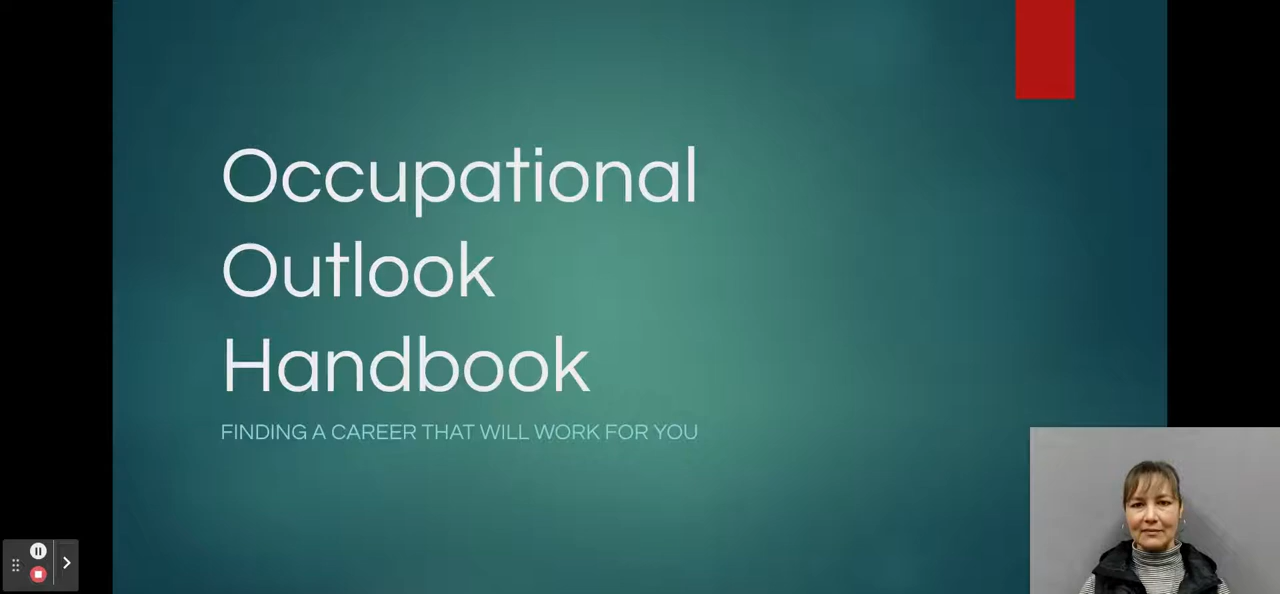 Occupational
Outlook
Handbook
FINDING A CAREER THAT WILL WORK FOR YOU